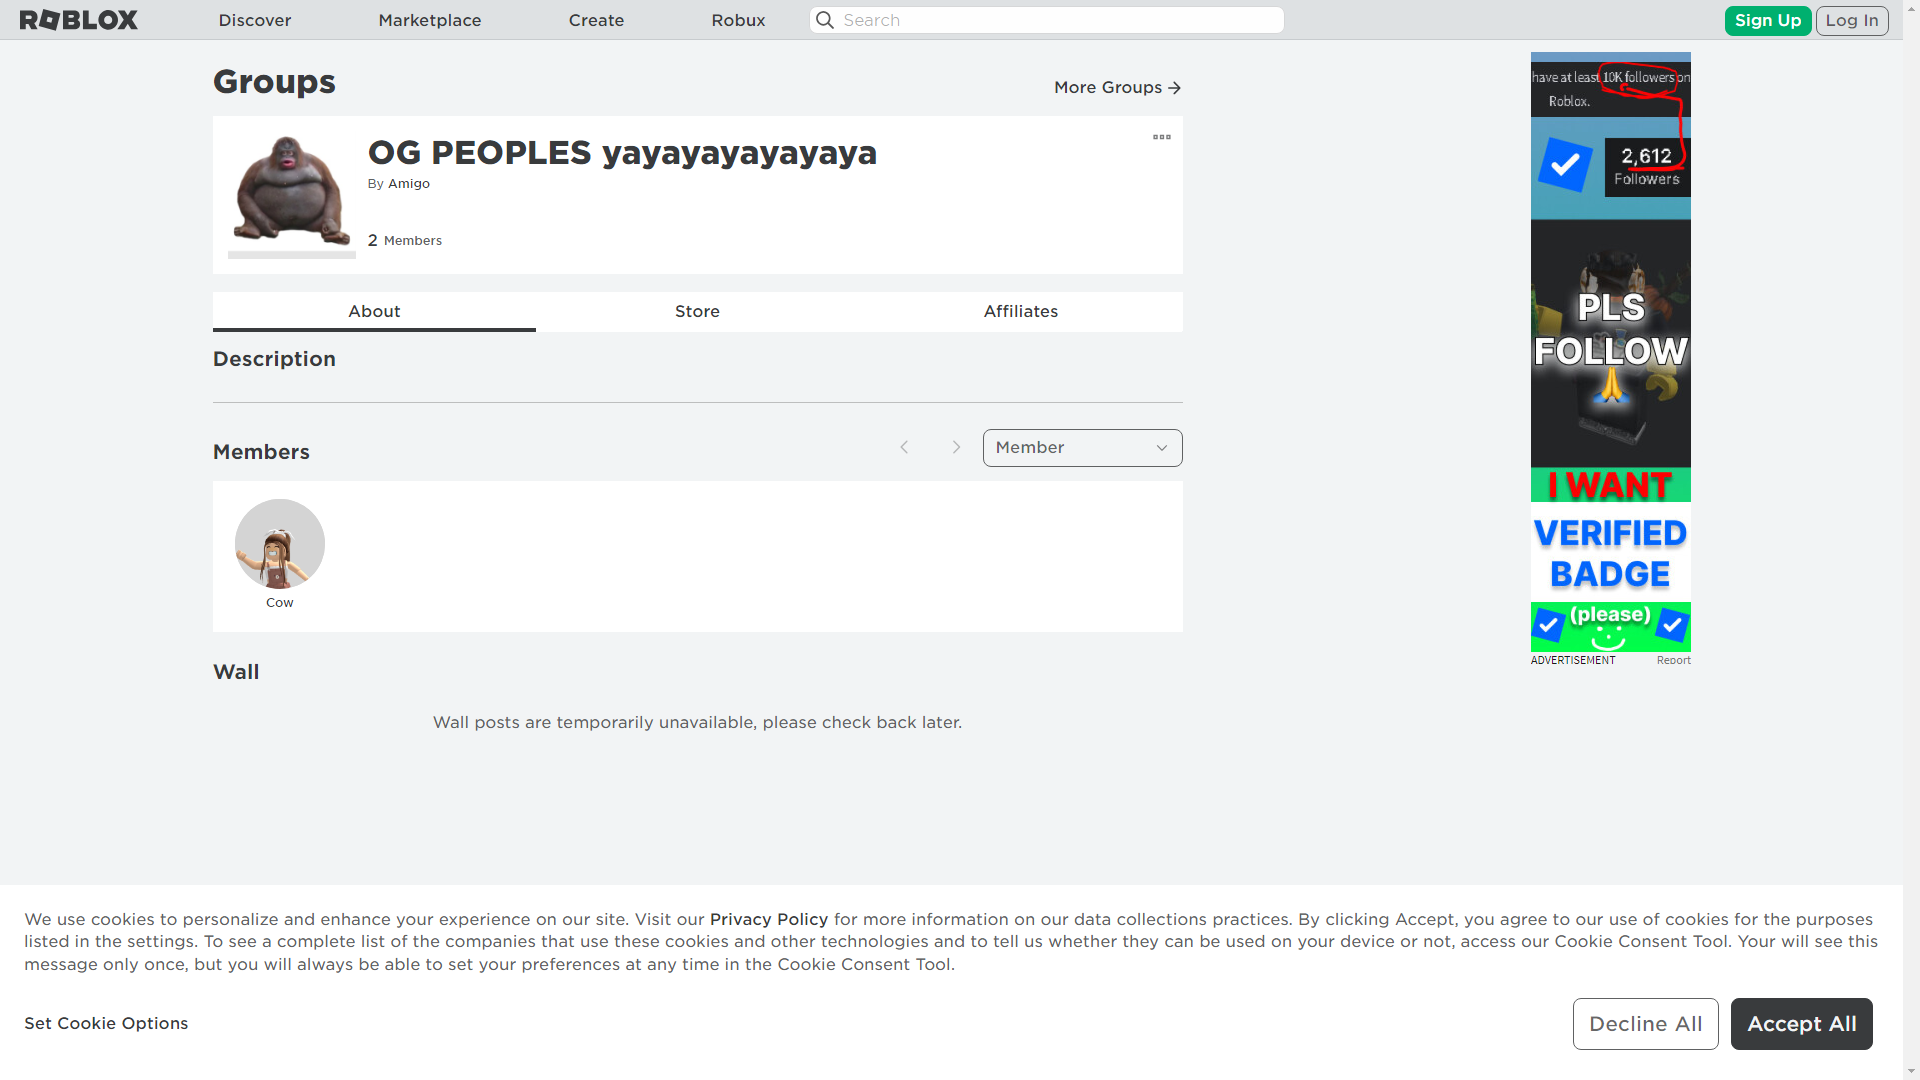 ROBLOX
Discover
Marketplace
Create
Robux
Search
Sign Up
Log In
Groups
More Groups
OG PEOPLES yayayayayayaya
By Amigo
2 Members
About
Store
Affiliates
Description
Members
Member
Cow
Wall
Wall posts are temporarily unavailable, please check back later.
have at least 10K followers on
Roblox.
2,612
Followers
PLS
FOLLOW
I WANT
VERIFIED
BADGE
(please)
ADVERTISEMENT
Report
We use cookies to personalize and enhance your experience on our site. Visit our Privacy Policy for more information on our data collections practices. By clicking Accept, you agree to our use of cookies for the purposes
listed in the settings. To see a complete list of the companies that use these cookies and other technologies and to tell us whether they can be used on your device or not, access our Cookie Consent Tool. Your will see this
message only once, but you will always be able to set your preferences at any time in the Cookie Consent Tool.
Set Cookie Options
Decline All
Accept All